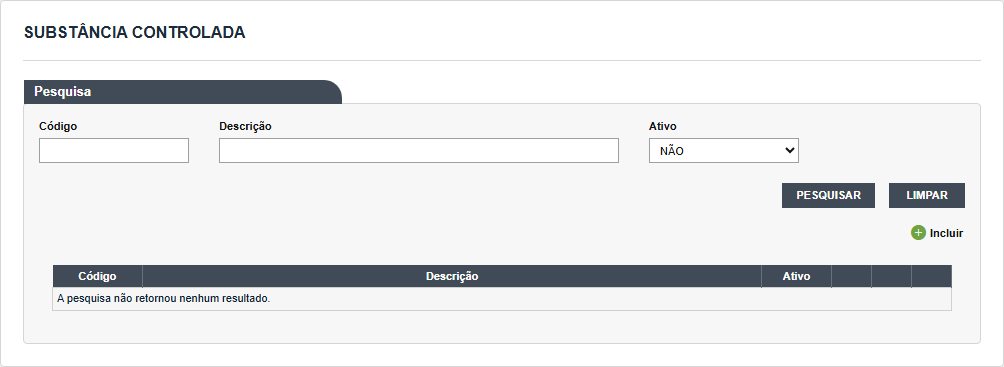 SUBSTÂNCIA CONTROLADA
Pesquisa
Código Descrição Ativo
NÃO
PESQUISAR LIMPAR
Incluir
Código Descrição Ativo
A pesquisa não retornou nenhum resultado.